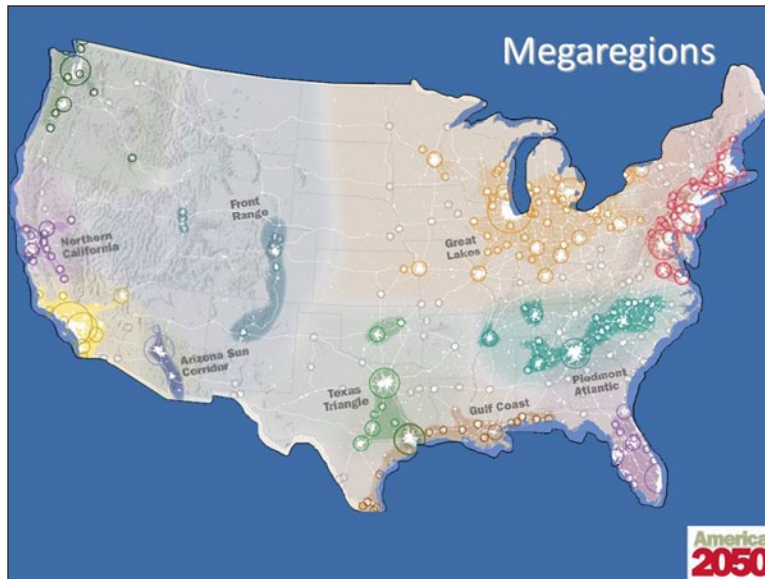 Megaregions
Front
Range
Northern
California
Great
Lakes
Arizona Sun
Corridor
Texas
Triangle
Gulf Coast
Piedmont
Atlantic
America
2050